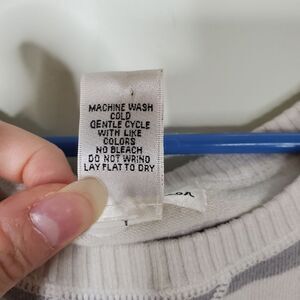 MACHINE WASH
COLD
GENTLE CYCLE
WITH LIKE
COLORS
NO BLEACH
DO NOT WRING
LAY FLAT TO DRY